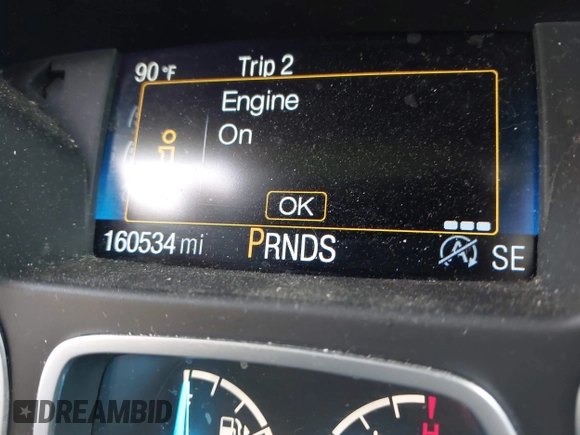 90 °F Trip 2
Engine
On
OK
160534 mi PRNDS A SE
H
DREAMBID